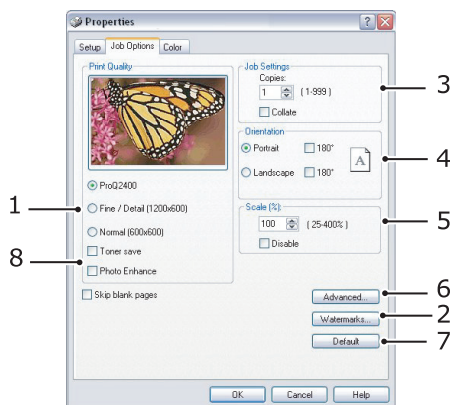 Properties
?
X
Setup
Job Options
Color
Print Quality
ProQ2400
Fine / Detail (1200x600)
Normal (600x600)
Toner save
Photo Enhance
Skip blank pages
Job Settings
Copies:
1
( 1-999 )
Collate
Orientation
Portrait
180°
Landscape
180°
A
Scale (%):
100
( 25-400% )
Disable
Advanced...
Watermarks...
Default
OK
Cancel
Help
1
8
3
4
5
6
2
7